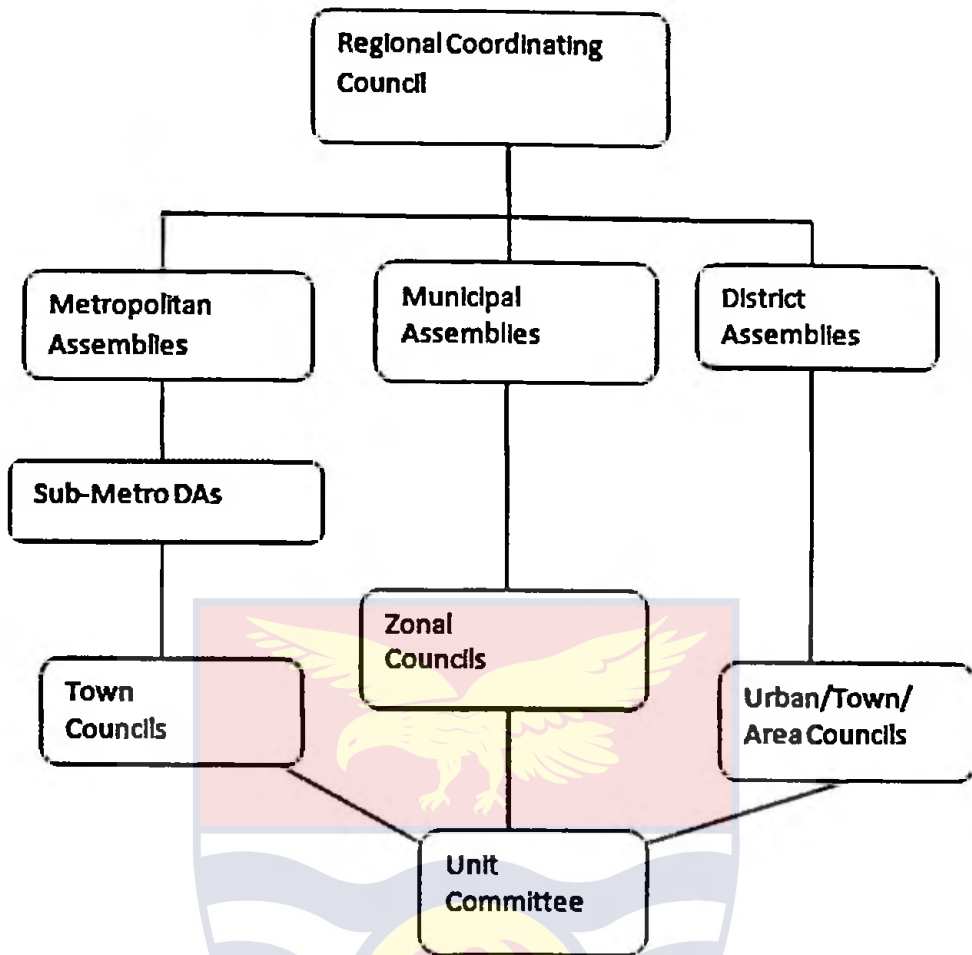 Regional Coordinating
Council
Metropolitan
Assemblies
Municipal
Assemblies
District
Assemblies
Sub-Metro DAs
Zonal
Councils
Town
Councils
Urban/Town/
Area Councils
Unit
Committee